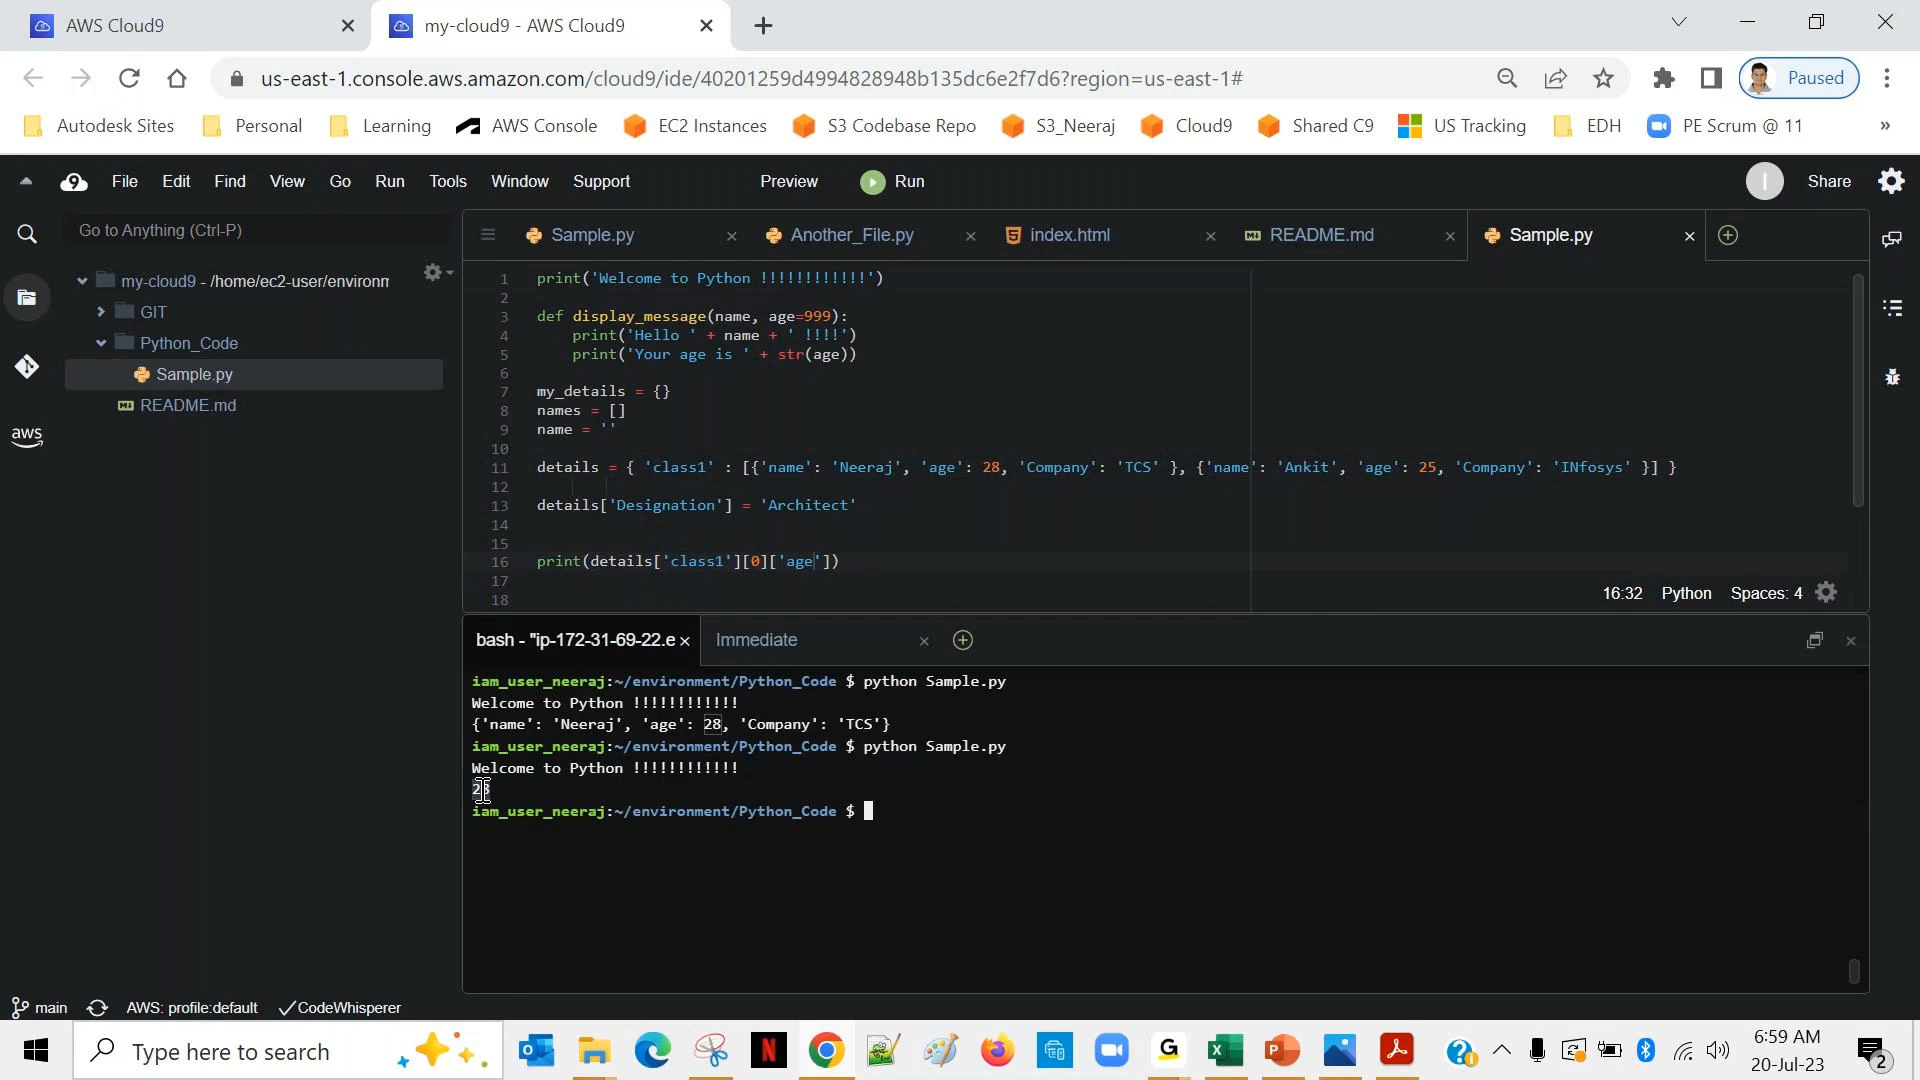 AWS Cloud9
my-cloud9 - AWS Cloud9
us-east-1.console.aws.amazon.com/cloud9/ide/40201259d4994828948b135dc6e2f7d6?region=us-east-1#
Paused
Autodesk Sites
Personal
Learning
AWS Console
EC2 Instances
S3 Codebase Repo
S3_Neeraj
Cloud9
Shared C9
US Tracking
EDH
PE Scrum @ 11
»
9
File Edit Find View Go Run Tools Window Support
Preview
Run
I
Share
Go to Anything (Ctrl-P)
my-cloud9 - /home/ec2-user/environm
GIT
Python_Code
Sample.py
README.md
aws
Sample.py
Another_File.py
index.html
README.md
Sample.py
1 print('Welcome to Python !!!!!!!!!!!!')
2
3 def display_message(name, age=999):
4 print('Hello ' + name + ' !!!!')
5 print('Your age is ' + str(age))
6
7 my_details = {}
8 names = []
9 name = ''
10
11 details = { 'class1' : [{'name': 'Neeraj', 'age': 28, 'Company': 'TCS' }, {'name': 'Ankit', 'age': 25, 'Company': 'INfosys' }] }
12
13 details['Designation'] = 'Architect'
14
15
16 print(details['class1'][0]['age'])
17
18
16:32 Python Spaces: 4
bash - "ip-172-31-69-22.e
Immediate
iam_user_neeraj:~/environment/Python_Code $ python Sample.py
Welcome to Python !!!!!!!!!!!!
{'name': 'Neeraj', 'age': 28, 'Company': 'TCS'}
iam_user_neeraj:~/environment/Python_Code $ python Sample.py
Welcome to Python !!!!!!!!!!!!
28
iam_user_neeraj:~/environment/Python_Code $
main
AWS: profile:default
CodeWhisperer
Type here to search
N
G
6:59 AM
20-Jul-23
2